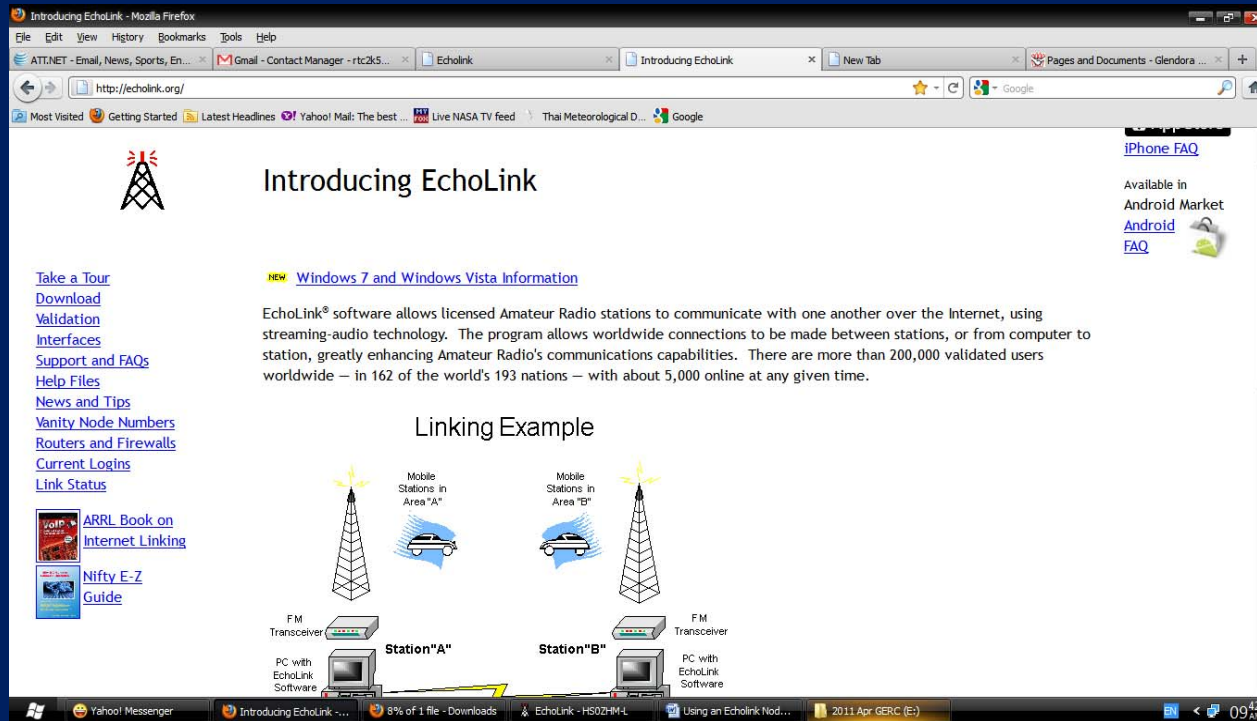 Introducing EchoLink - Mozilla Firefox
File Edit View History Bookmarks Tools Help
ATT.NET - Email, News, Sports, En... Gmail - Contact Manager - rtc2k5... Echolink Introducing EchoLink New Tab Pages and Documents - Glendora ...
http://echolink.org/ Google
Most Visited Getting Started Latest Headlines Yahoo! Mail: The best ... Live NASA TV feed Thai Meteorological D... Google
iPhone FAQ
Available in
Android Market
Android
FAQ
Introducing EchoLink
Take a Tour
Download
Validation
Interfaces
Support and FAQs
Help Files
News and Tips
Vanity Node Numbers
Routers and Firewalls
Current Logins
Link Status
VoIP
ARRL Book on
Internet Linking
Nifty E-Z
Guide
NEW Windows 7 and Windows Vista Information
EchoLink® software allows licensed Amateur Radio stations to communicate with one another over the Internet, using
streaming-audio technology. The program allows worldwide connections to be made between stations, or from computer to
station, greatly enhancing Amateur Radio's communications capabilities. There are more than 200,000 validated users
worldwide — in 162 of the world's 193 nations — with about 5,000 online at any given time.
Linking Example
Mobile
Stations in
Area "A"
Mobile
Stations in
Area "B"
FM
Transceiver
Station"A"
PC with
EchoLink
Software
FM
Transceiver
Station"B"
PC with
EchoLink
Software
Yahoo! Messenger Introducing EchoLink -... 8% of 1 file - Downloads EchoLink - HS0ZHM-L Using an Echolink Nod... 2011 Apr GERC (E:) EN